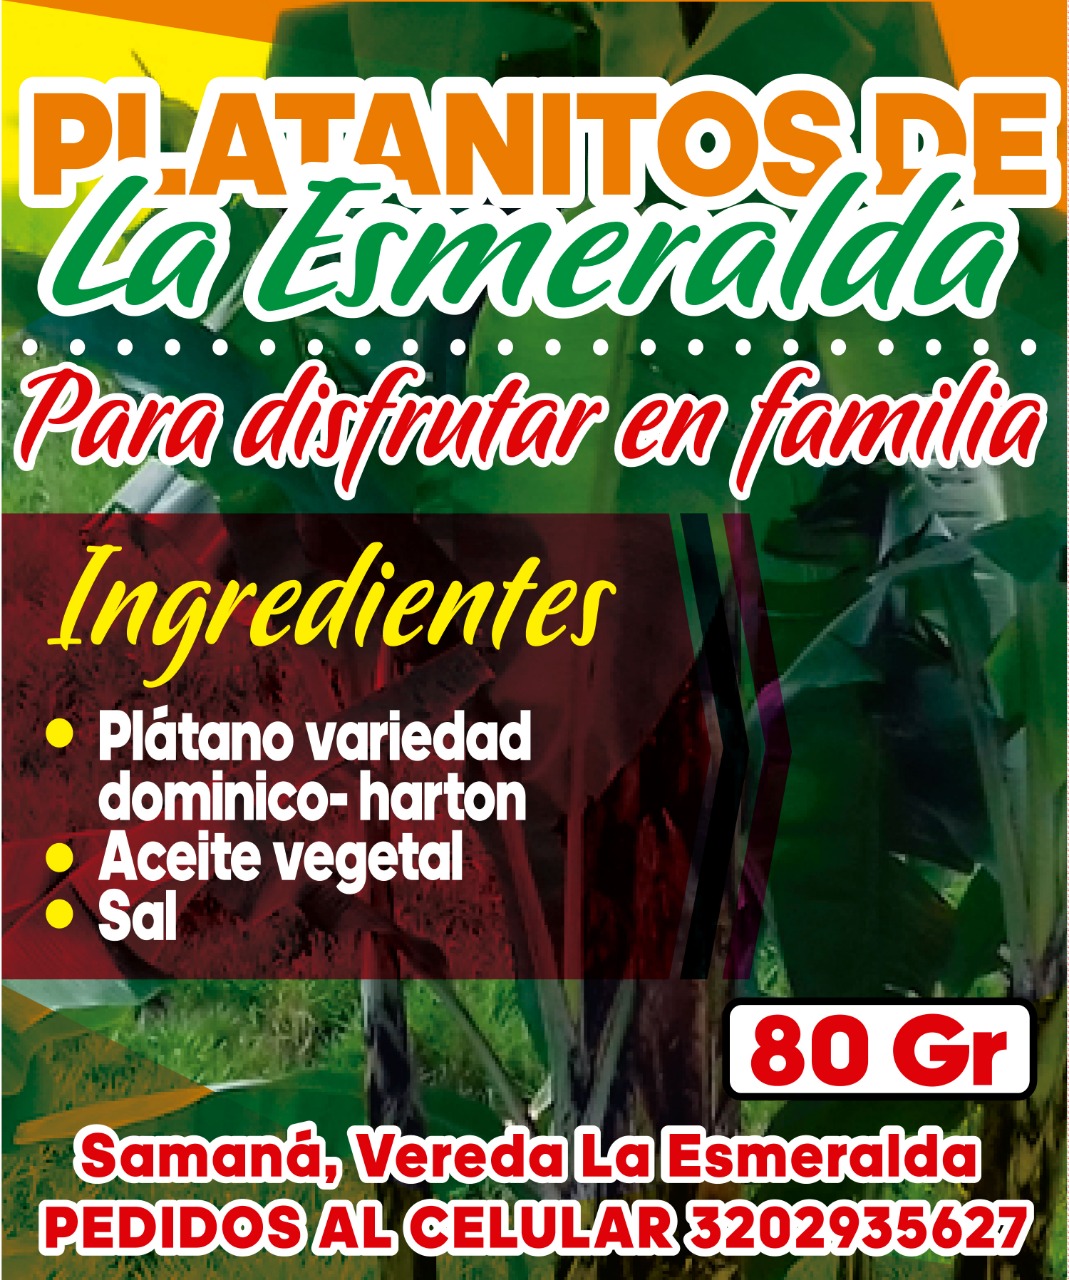 PLATANITOS DE
La Esmeralda
Para disfrutar en familia
Ingredientes
Plátano variedad
dominico- harton
Aceite vegetal
Sal
80 Gr
Samaná, Vereda La Esmeralda
PEDIDOS AL CELULAR 3202935627